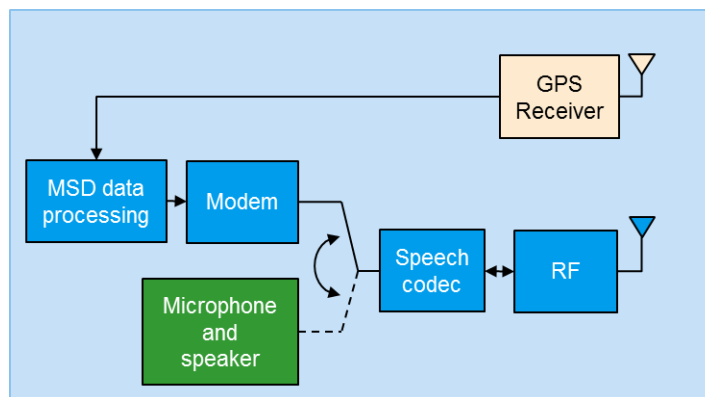 GPS
Receiver
MSD data
processing
Modem
Speech
codec
RF
Microphone
and
speaker